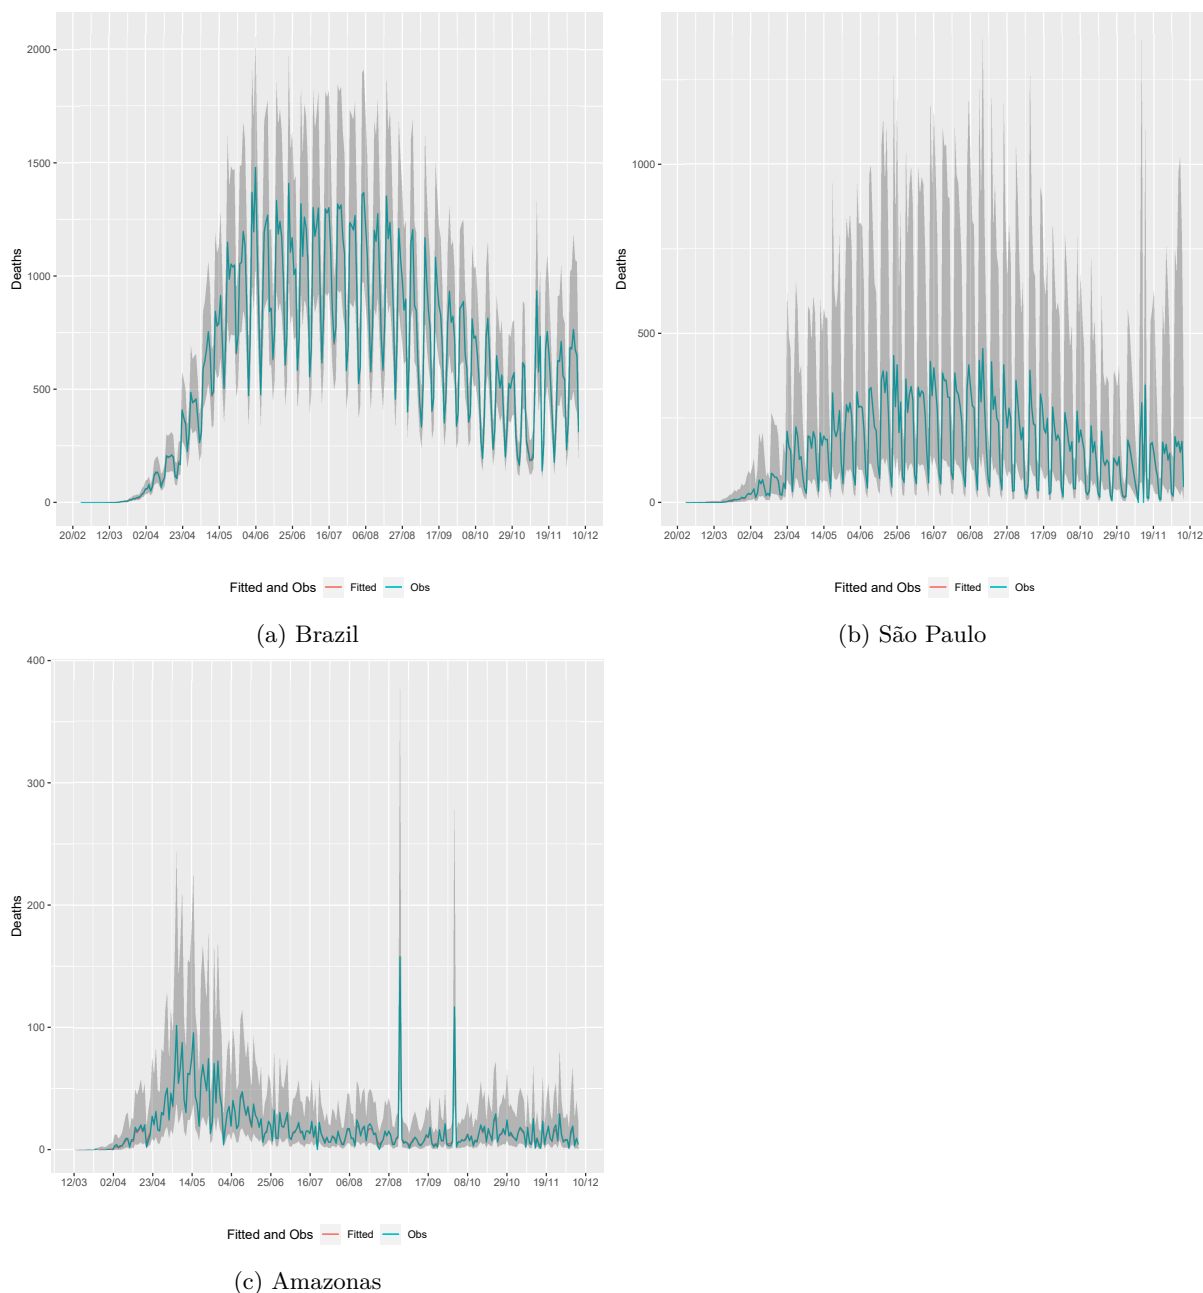 2000
1500
1000
500
0
Deaths
20/02 12/03 02/04 23/04 14/05 04/06 25/06 16/07 06/08 27/08 17/09 08/10 29/10 19/11 10/12
Fitted and Obs Fitted Obs
(a) Brazil
1000
500
0
Deaths
20/02 12/03 02/04 23/04 14/05 04/06 25/06 16/07 06/08 27/08 17/09 08/10 29/10 19/11 10/12
Fitted and Obs Fitted Obs
(b) São Paulo
400
300
200
100
0
Deaths
12/03 02/04 23/04 14/05 04/06 25/06 16/07 06/08 27/08 17/09 08/10 29/10 19/11 10/12
Fitted and Obs Fitted Obs
(c) Amazonas